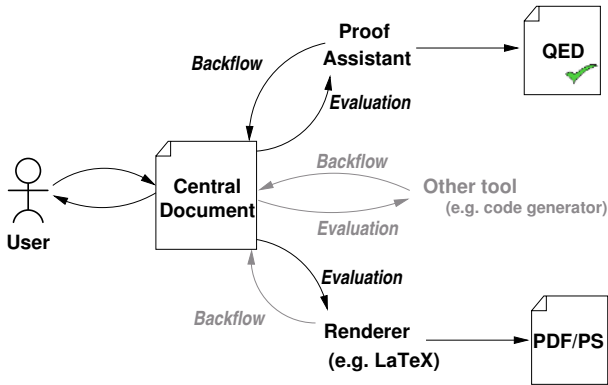 Proof
Assistant
QED
Backflow
Evaluation
Central
Document
User
Backflow
Other tool
(e.g. code generator)
Evaluation
Evaluation
Backflow
Renderer
(e.g. LaTeX)
PDF/PS